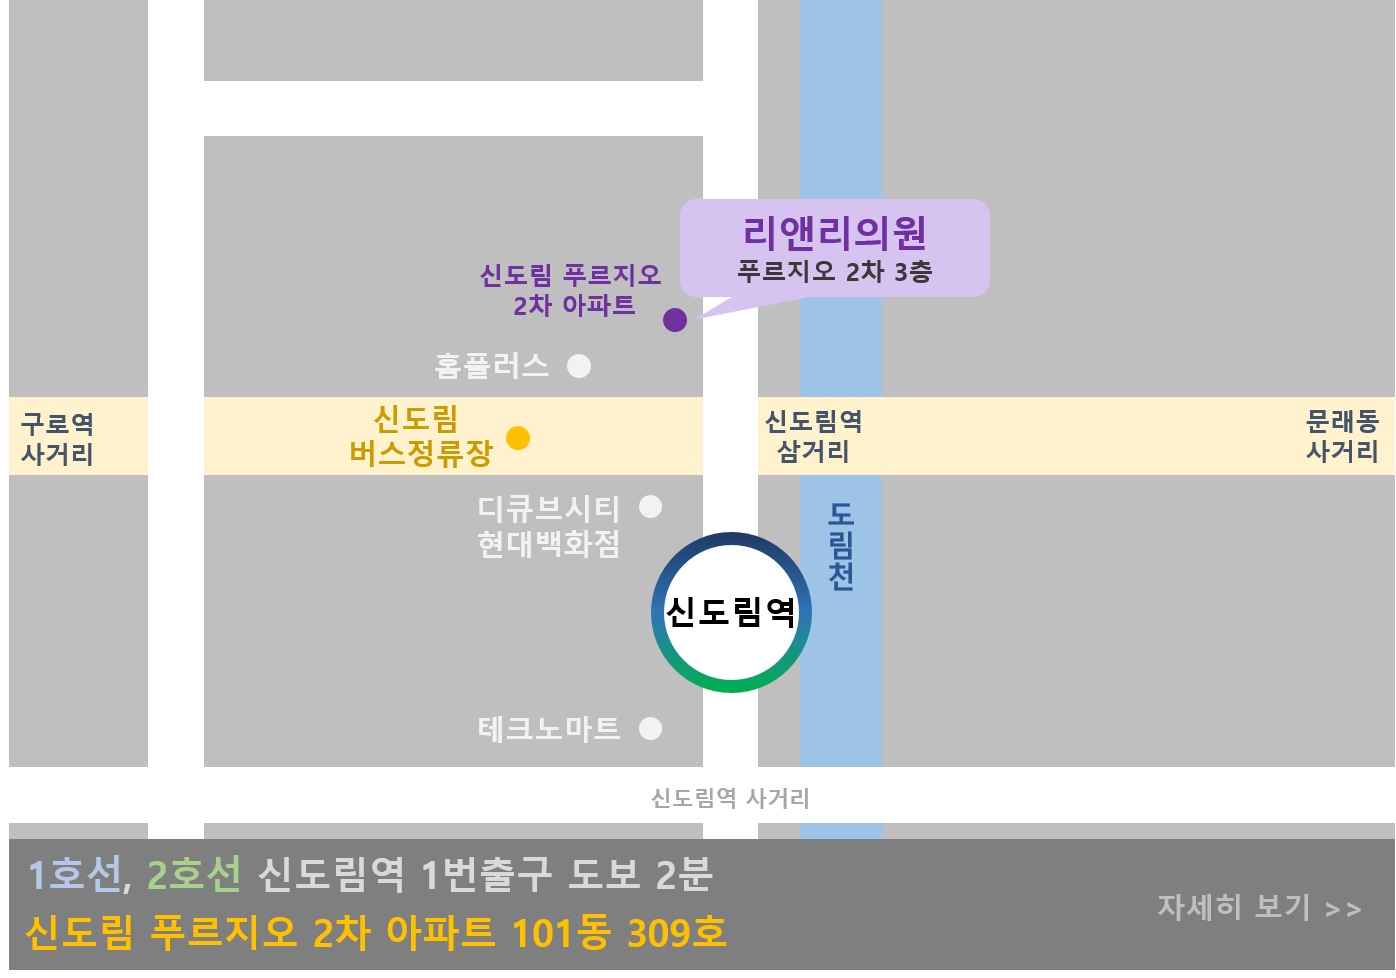 리앤리의원
푸르지오 2차 3층
신도림 푸르지오
2차 아파트
홈플러스
구로역
사거리
신도림
버스정류장
신도림역
삼거리
문래동
사거리
디큐브시티
현대백화점
도림천
신도림역
테크노마트
신도림역 사거리
1호선, 2호선 신도림역 1번출구 도보 2분
신도림 푸르지오 2차 아파트 101동 309호
자세히 보기 >>